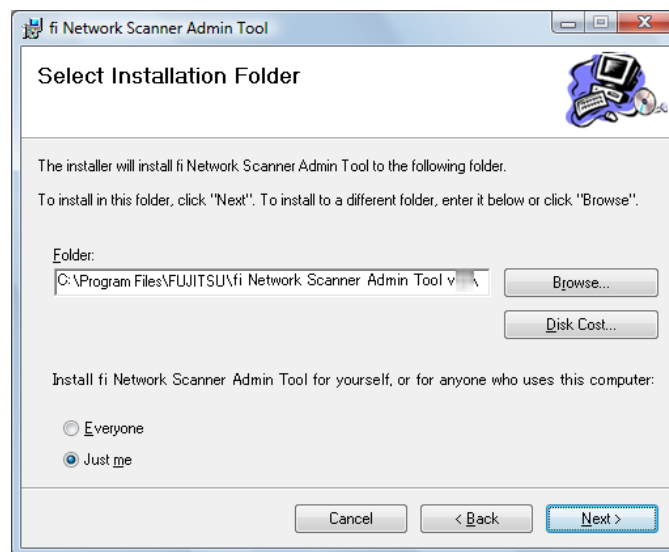 fi Network Scanner Admin Tool
Select Installation Folder
The installer will install fi Network Scanner Admin Tool to the following folder.
To install in this folder, click "Next". To install to a different folder, enter it below or click "Browse".
Folder:
C:\Program Files\FUJITSU\fi Network Scanner Admin Tool v \
Browse...
Disk Cost...
Install fi Network Scanner Admin Tool for yourself, or for anyone who uses this computer:
Everyone
Just me
Cancel
< Back
Next >